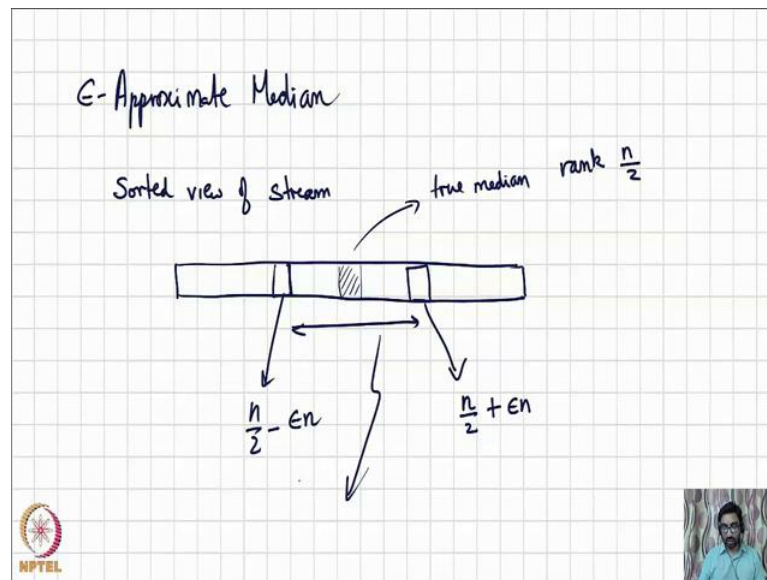 ϵ-Approximate Median
Sorted view of stream
true median rank n/2
n/2 - ϵn
n/2 + ϵn
NPTEL